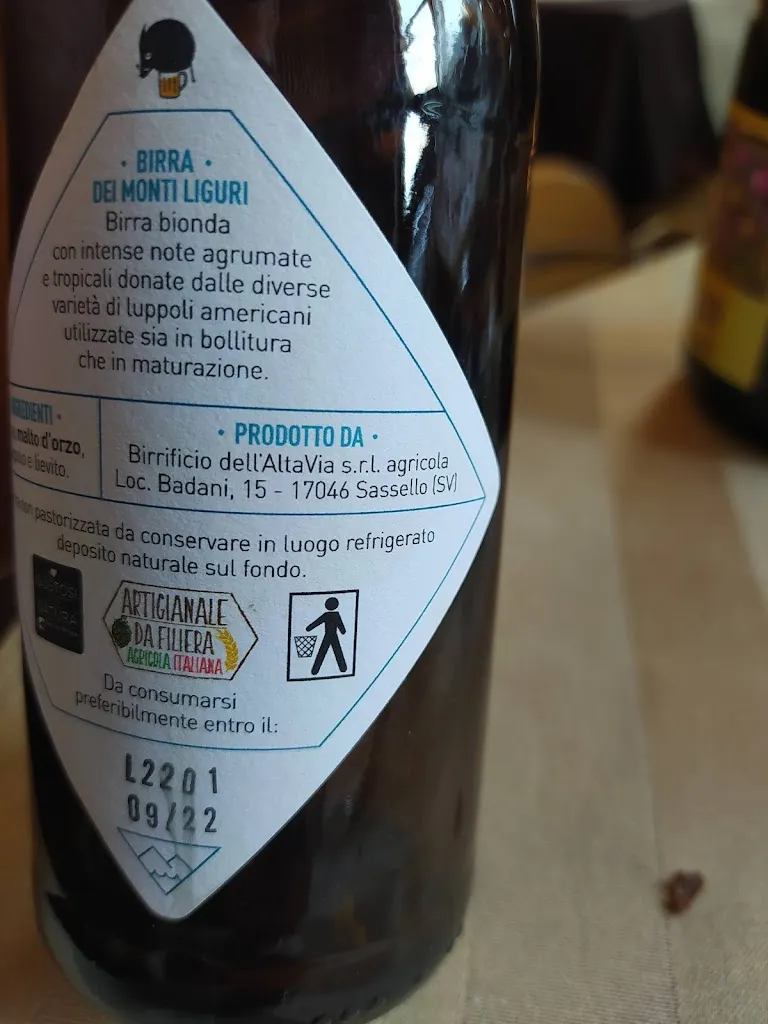 · BIRRA ·
DEI MONTI LIGURI
Birra bionda
con intense note agrumate
e tropicali donate dalle diverse
varietà di luppoli americani
utilizzate sia in bollitura
che in maturazione.
malto d'orzo,
e lievito.
· PRODOTTO DA ·
Birrificio dell'AltaVia s.r.l. agricola
Loc. Badani, 15 - 17046 Sassello (SV)
pastorizzata da conservare in luogo refrigerato
deposito naturale sul fondo.
ARTIGIANALE
DA FILIERA
AGRICOLA ITALIANA
Da consumarsi
preferibilmente entro il:
L2201
09/22